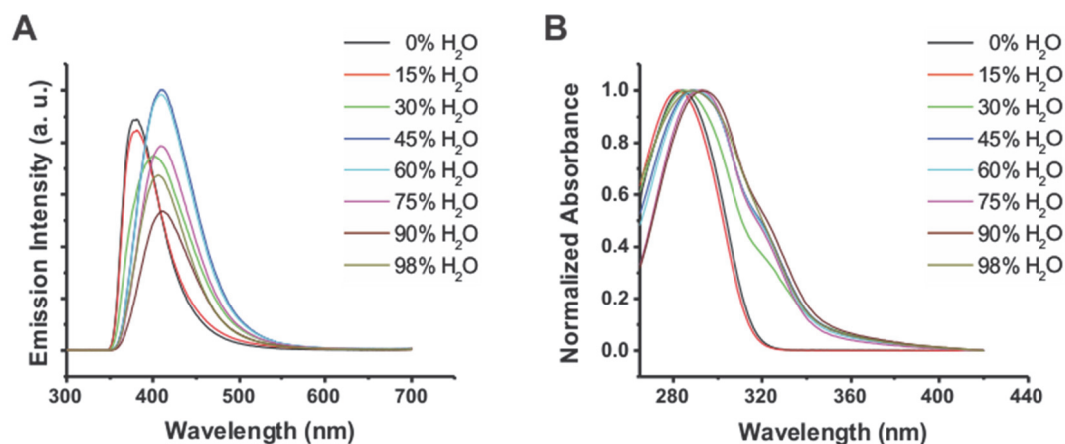 A
Emission Intensity (a. u.)
0% H₂O
15% H₂O
30% H₂O
45% H₂O
60% H₂O
75% H₂O
90% H₂O
98% H₂O
300 400 500 600 700
Wavelength (nm)
B
Normalized Absorbance
1.0
0.8
0.6
0.4
0.2
0.0
0% H₂O
15% H₂O
30% H₂O
45% H₂O
60% H₂O
75% H₂O
90% H₂O
98% H₂O
280 320 360 400 440
Wavelength (nm)